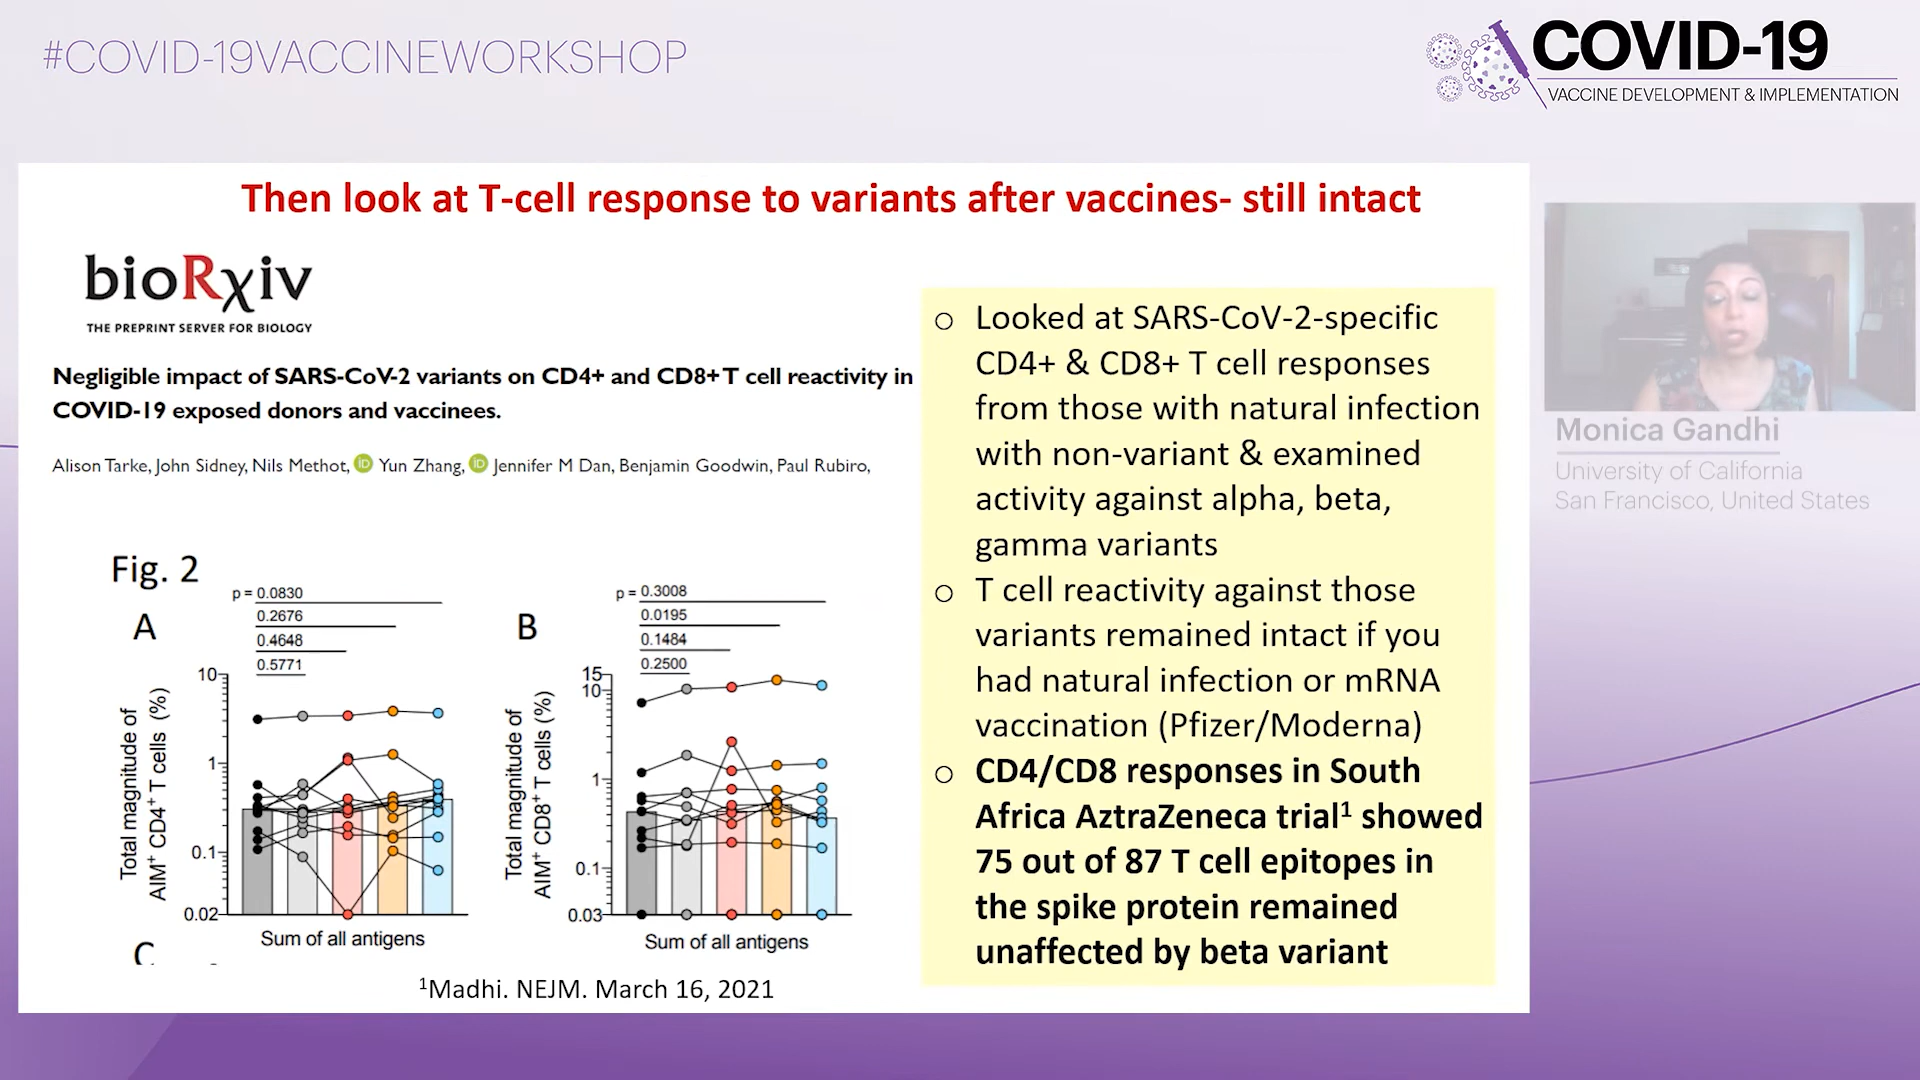 #COVID-19VACCINEWORKSHOP
COVID-19
VACCINE DEVELOPMENT & IMPLEMENTATION
Then look at T-cell response to variants after vaccines- still intact
bioRχiv
THE PREPRINT SERVER FOR BIOLOGY
Negligible impact of SARS-CoV-2 variants on CD4+ and CD8+ T cell reactivity in
COVID-19 exposed donors and vaccinees.
Alison Tarke, John Sidney, Nils Methot, iD Yun Zhang, iD Jennifer M Dan, Benjamin Goodwin, Paul Rubiro,
Fig. 2
A
p = 0.0830
0.2676
0.4648
0.5771
10
1
0.1
0.02
Total magnitude of
AIM⁺ CD4⁺ T cells (%)
Sum of all antigens
B
p = 0.3008
0.0195
0.1484
0.2500
15
10
1
0.1
0.03
Total magnitude of
AIM⁺ CD8⁺ T cells (%)
Sum of all antigens
C
¹Madhi. NEJM. March 16, 2021
o Looked at SARS-CoV-2-specific
CD4+ & CD8+ T cell responses
from those with natural infection
with non-variant & examined
activity against alpha, beta,
gamma variants
o T cell reactivity against those
variants remained intact if you
had natural infection or mRNA
vaccination (Pfizer/Moderna)
o CD4/CD8 responses in South
Africa AztraZeneca trial¹ showed
75 out of 87 T cell epitopes in
the spike protein remained
unaffected by beta variant
Monica Gandhi
University of California
San Francisco, United States